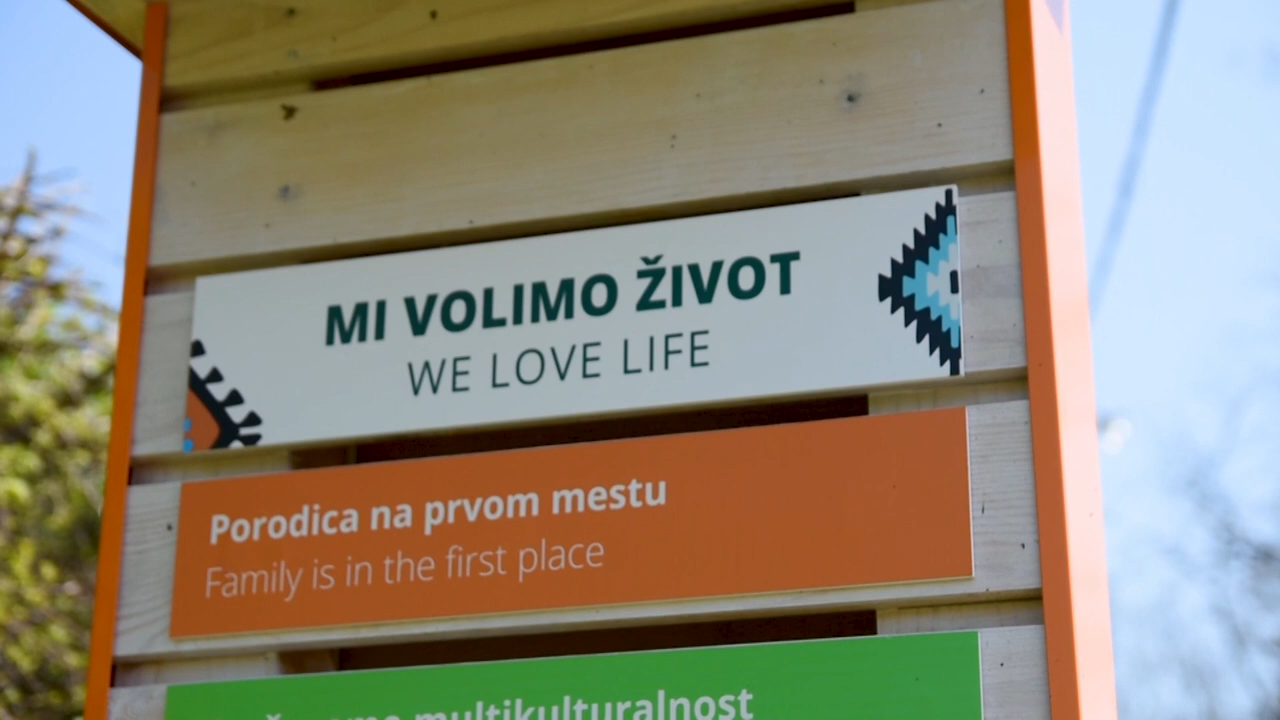 MI VOLIMO ŽIVOT
WE LOVE LIFE
Porodica na prvom mestu
Family is in the first place
multikulturalnost